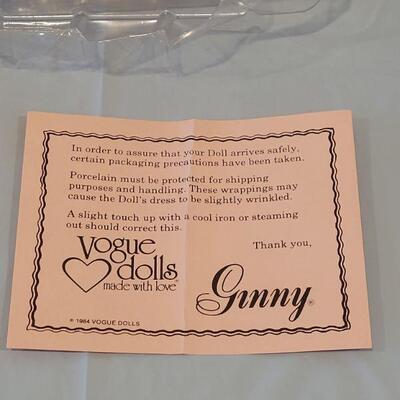 In order to assure that your Doll arrives safely,
certain packaging precautions have been taken.
Porcelain must be protected for shipping
purposes and handling. These wrappings may
cause the Doll's dress to be slightly wrinkled.
A slight touch up with a cool iron or steaming
out should correct this.
Thank you,
Vogue
dolls
made with love™
Ginny®
© 1984 VOGUE DOLLS